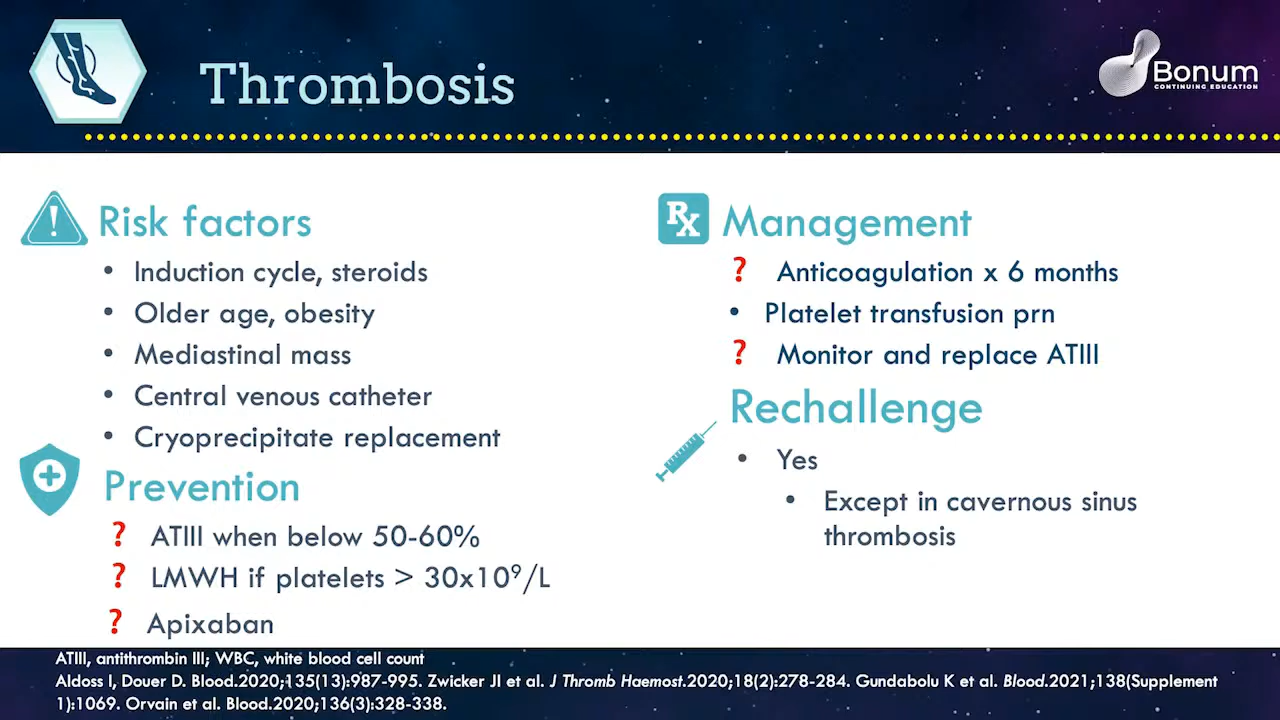 Thrombosis
Bonum
CONTINUING EDUCATION
Risk factors
• Induction cycle, steroids
• Older age, obesity
• Mediastinal mass
• Central venous catheter
• Cryoprecipitate replacement
Prevention
? ATIII when below 50-60%
? LMWH if platelets > 30x10⁹/L
? Apixaban
Rx Management
? Anticoagulation x 6 months
• Platelet transfusion prn
? Monitor and replace ATIII
Rechallenge
• Yes
• Except in cavernous sinus
thrombosis
ATIII, antithrombin III; WBC, white blood cell count
Aldoss I, Douer D. Blood.2020;135(13):987-995. Zwicker JI et al. J Thromb Haemost.2020;18(2):278-284. Gundabolu K et al. Blood.2021;138(Supplement
1):1069. Orvain et al. Blood.2020;136(3):328-338.